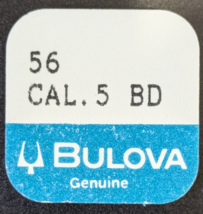 56
CAL. 5 BD
BULOVA
Genuine